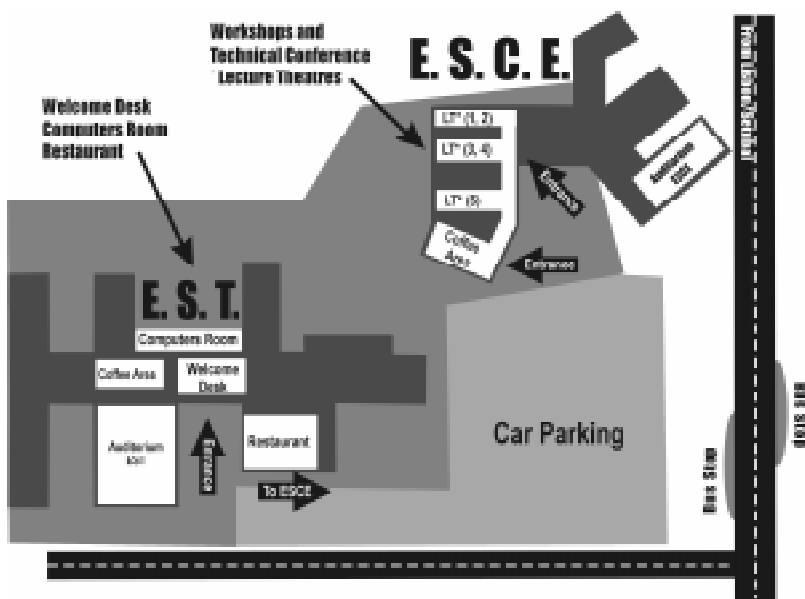 Workshops and
Technical Conference
Lecture Theatres
E. S. C. E.
Welcome Desk
Computers Room
Restaurant
LT* (1, 2)
LT* (3, 4)
LT* (5)
Coffee
Area
Entrance
Entrance
Auditorium
ESCE
E. S. T.
Computers Room
Coffee Area
Welcome
Desk
Auditorium
Entrance
Restaurant
To ESCE
Car Parking
Bus Stop
Bus Stop